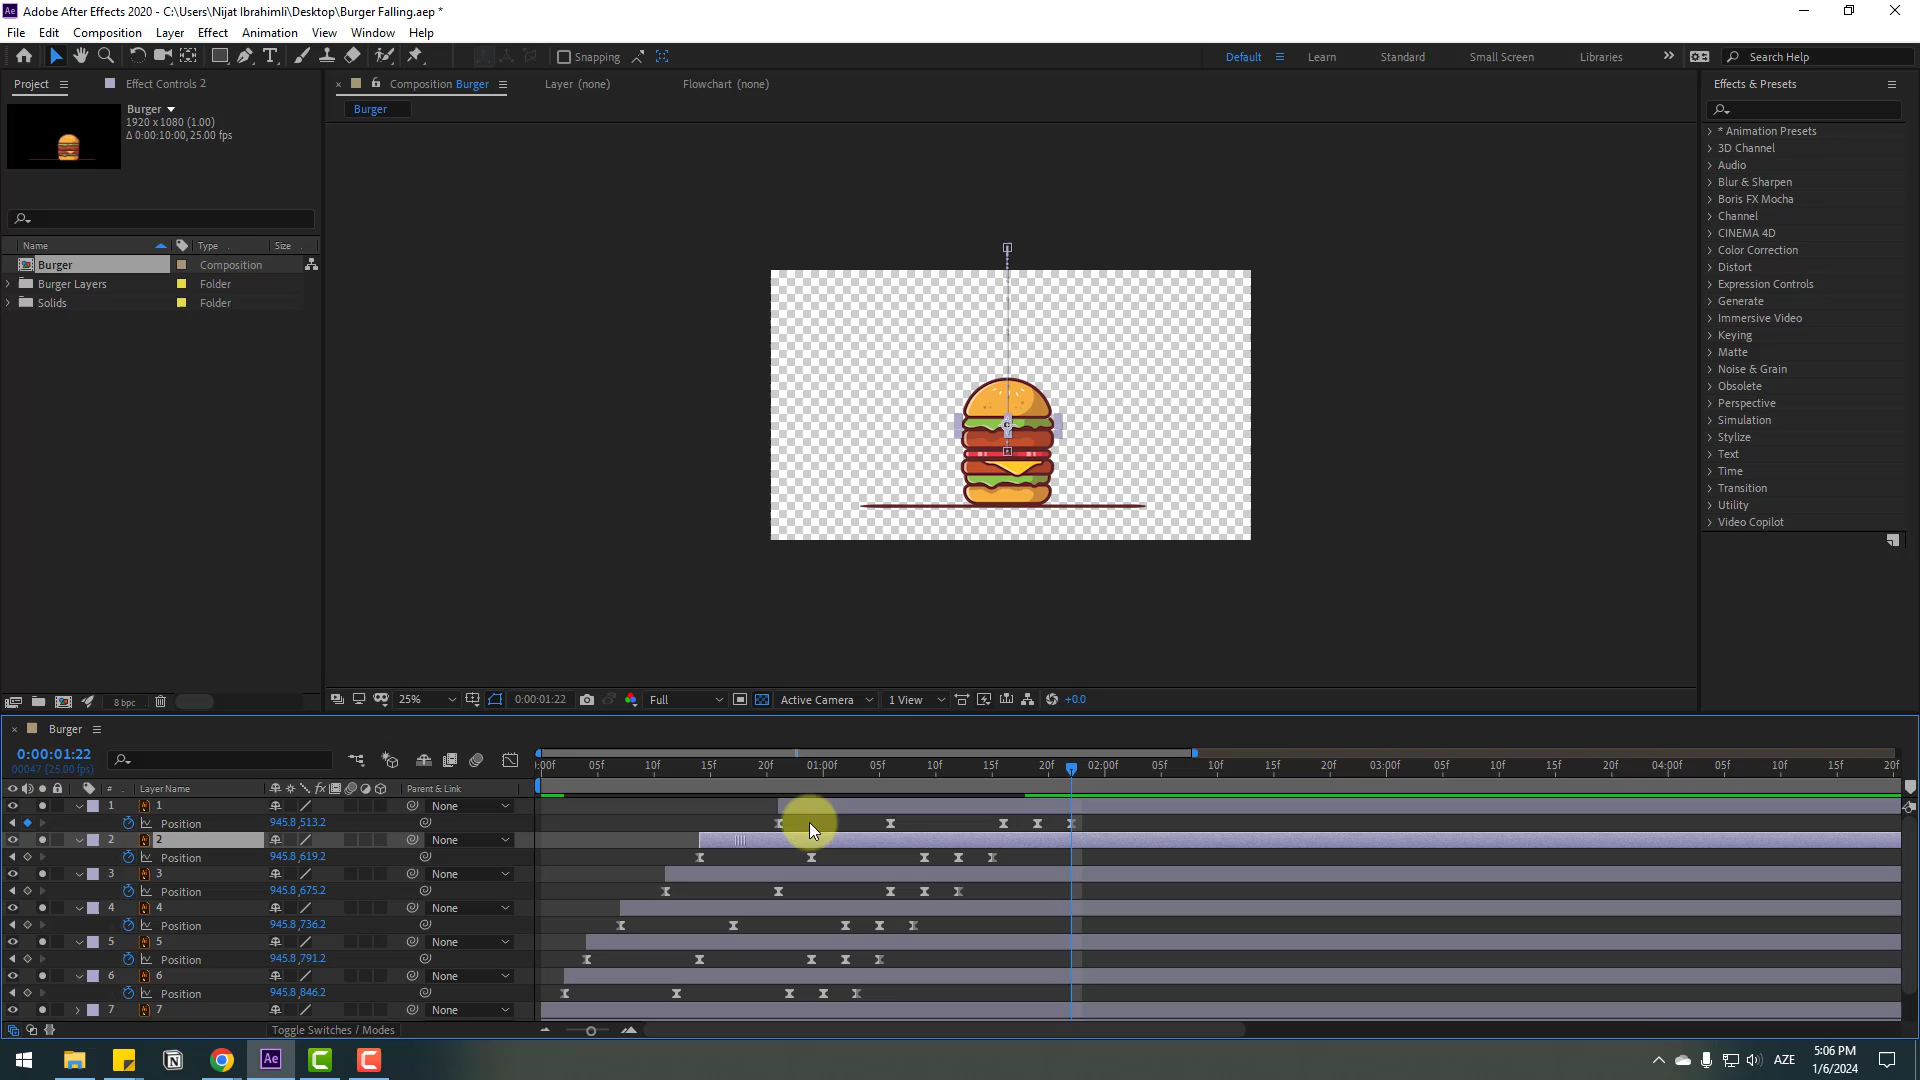 Adobe After Effects 2020 - C:\Users\Nijat Ibrahimli\Desktop\Burger Falling.aep *
File Edit Composition Layer Effect Animation View Window Help
Snapping Default Learn Standard Small Screen Libraries Search Help
Project Effect Controls 2 Composition Burger Layer (none) Flowchart (none) Effects & Presets
Burger
1920 x 1080 (1.00)
Δ 0:00:10:00, 25.00 fps
Burger
Name Type Size
Burger Composition
Burger Layers Folder
Solids Folder
* Animation Presets
3D Channel
Audio
Blur & Sharpen
Boris FX Mocha
Channel
CINEMA 4D
Color Correction
Distort
Expression Controls
Generate
Immersive Video
Keying
Matte
Noise & Grain
Obsolete
Perspective
Simulation
Stylize
Text
Time
Transition
Utility
Video Copilot
8 bpc 25% 0:00:01:22 Full Active Camera 1 View +0.0
Burger
0:00:01:22
00047 (25.00 fps)
:00f 05f 10f 15f 20f 01:00f 05f 10f 15f 20f 02:00f 05f 10f 15f 20f 03:00f 05f 10f 15f 20f 04:00f 05f 10f 15f 20f
# Layer Name Parent & Link
1 Ai 1 None
Position 945.8,513.2
2 Ai 2 None
Position 945.8,619.2
3 Ai 3 None
Position 945.8,675.2
4 Ai 4 None
Position 945.8,736.2
5 Ai 5 None
Position 945.8,791.2
6 Ai 6 None
Position 945.8,846.2
7 Ai 7 None
Toggle Switches / Modes
Ae AZE 5:06 PM
1/6/2024